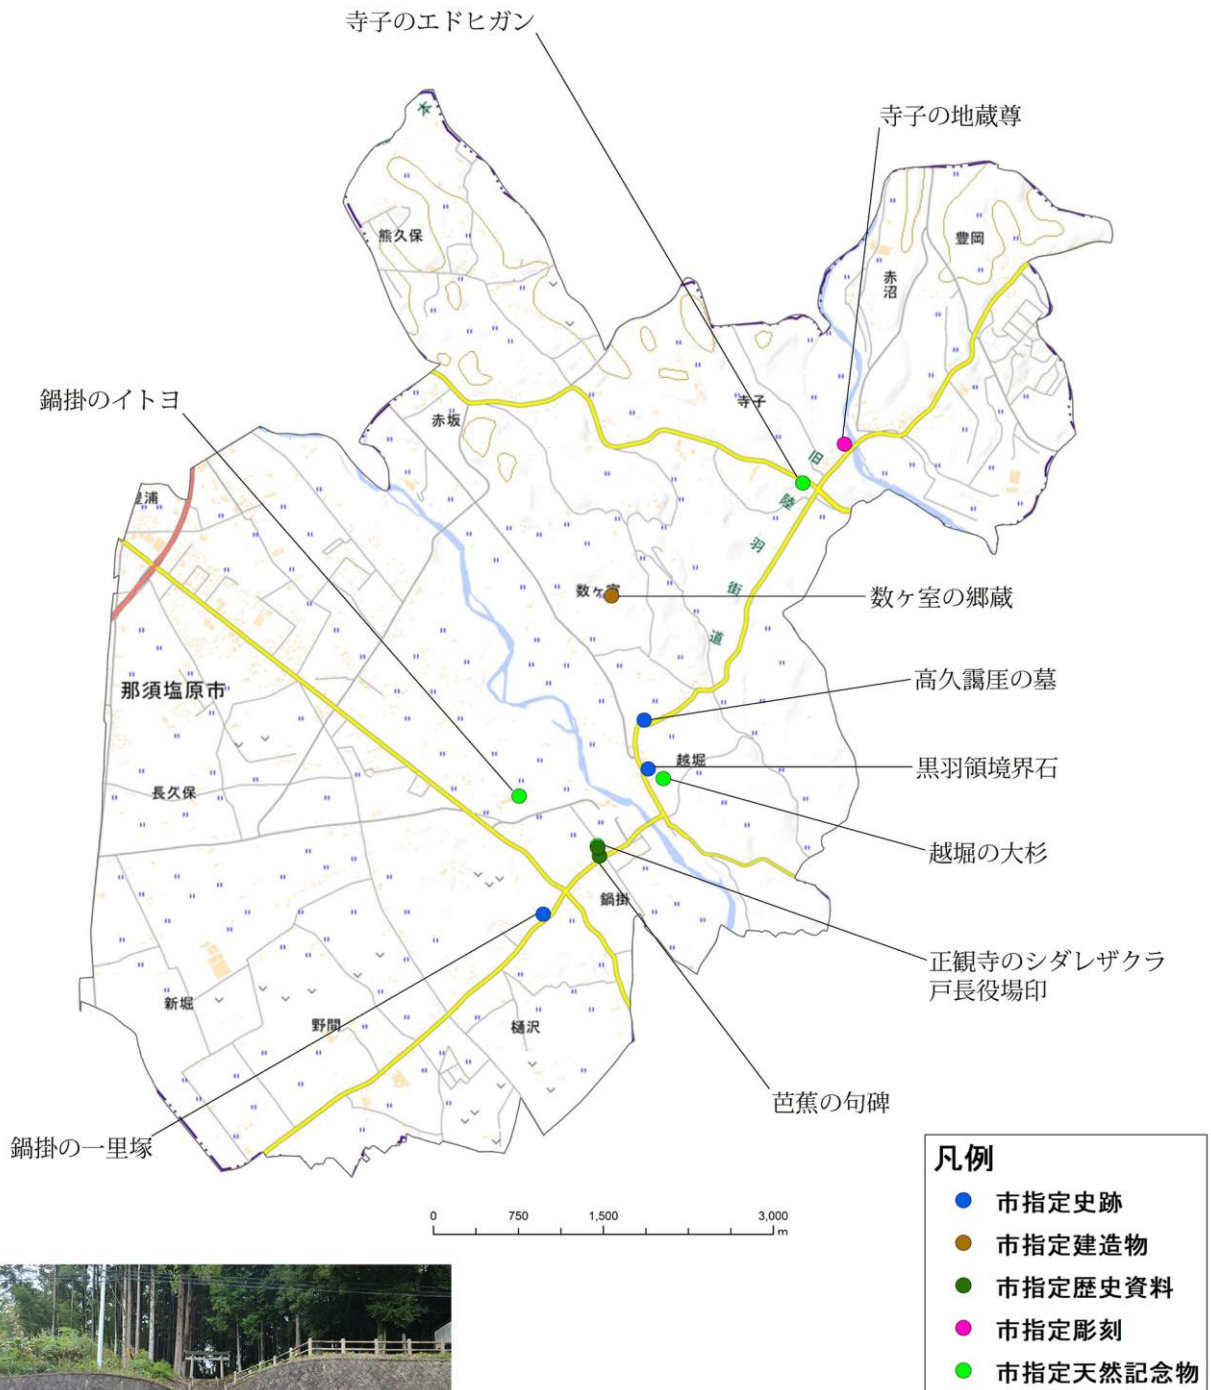 寺子のエドヒガン
寺子の地蔵尊
熊久保
豊岡
赤沼
鍋掛のイトヨ
赤坂
寺子
旧陸羽街道
数ヶ室
数ヶ室の郷蔵
那須塩原市
高久靄厓の墓
越堀
黒羽領境界石
長久保
越堀の大杉
鍋掛
正観寺のシダレザクラ
戸長役場印
新堀
野間
樋沢
芭蕉の句碑
鍋掛の一里塚
0 750 1,500 3,000
m
凡例
市指定史跡
市指定建造物
市指定歴史資料
市指定彫刻
市指定天然記念物